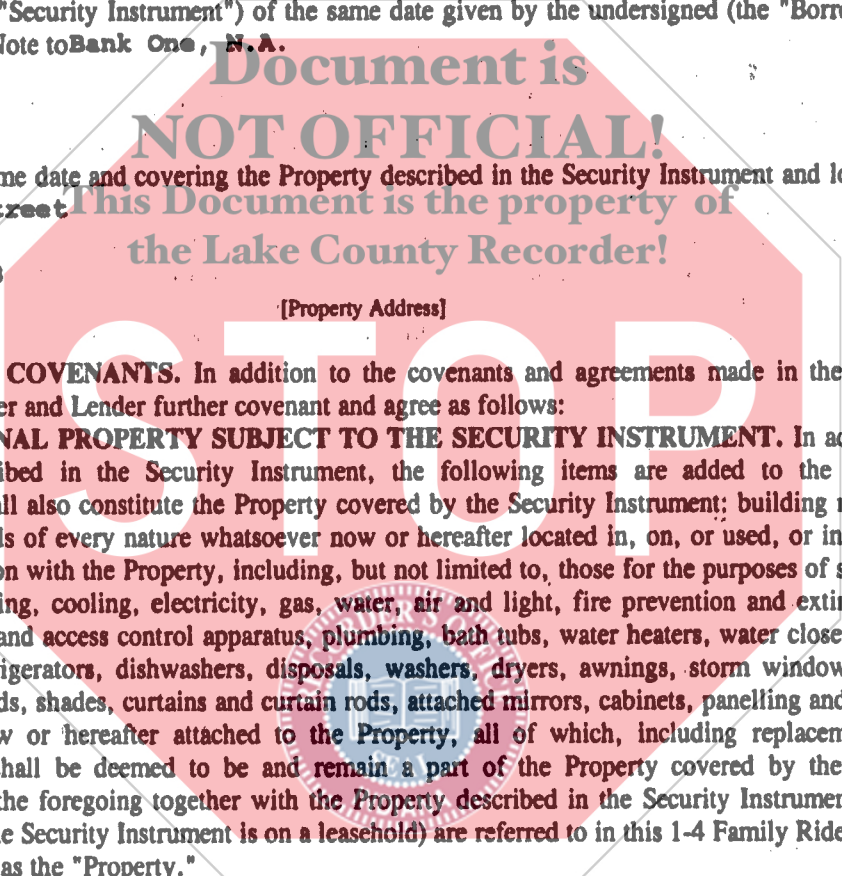 "Security Instrument") of the same date given by the undersigned (the "Borr
Note toBank One, N.A.
Document is
NOT OFFICIAL!
me date and covering the Property described in the Security Instrument and lo
treet
This Document is the property of
the Lake County Recorder!
[Property Address]
STOP
COVENANTS. In addition to the covenants and agreements made in the
er and Lender further covenant and agree as follows:
NAL PROPERTY SUBJECT TO THE SECURITY INSTRUMENT. In ad
ibed in the Security Instrument, the following items are added to the
all also constitute the Property covered by the Security Instrument: building
ls of every nature whatsoever now or hereafter located in, on, or used, or in
on with the Property, including, but not limited to, those for the purposes of s
ing, cooling, electricity, gas, water, air and light, fire prevention and extin
and access control apparatus, plumbing, bath tubs, water heaters, water close
igerators, dishwashers, disposals, washers, dryers, awnings, storm window
ds, shades, curtains and curtain rods, attached mirrors, cabinets, panelling and
w or hereafter attached to the Property, all of which, including replacem
hall be deemed to be and remain a part of the Property covered by the
the foregoing together with the Property described in the Security Instrumen
e Security Instrument is on a leasehold) are referred to in this 1-4 Family Ride
as the "Property."